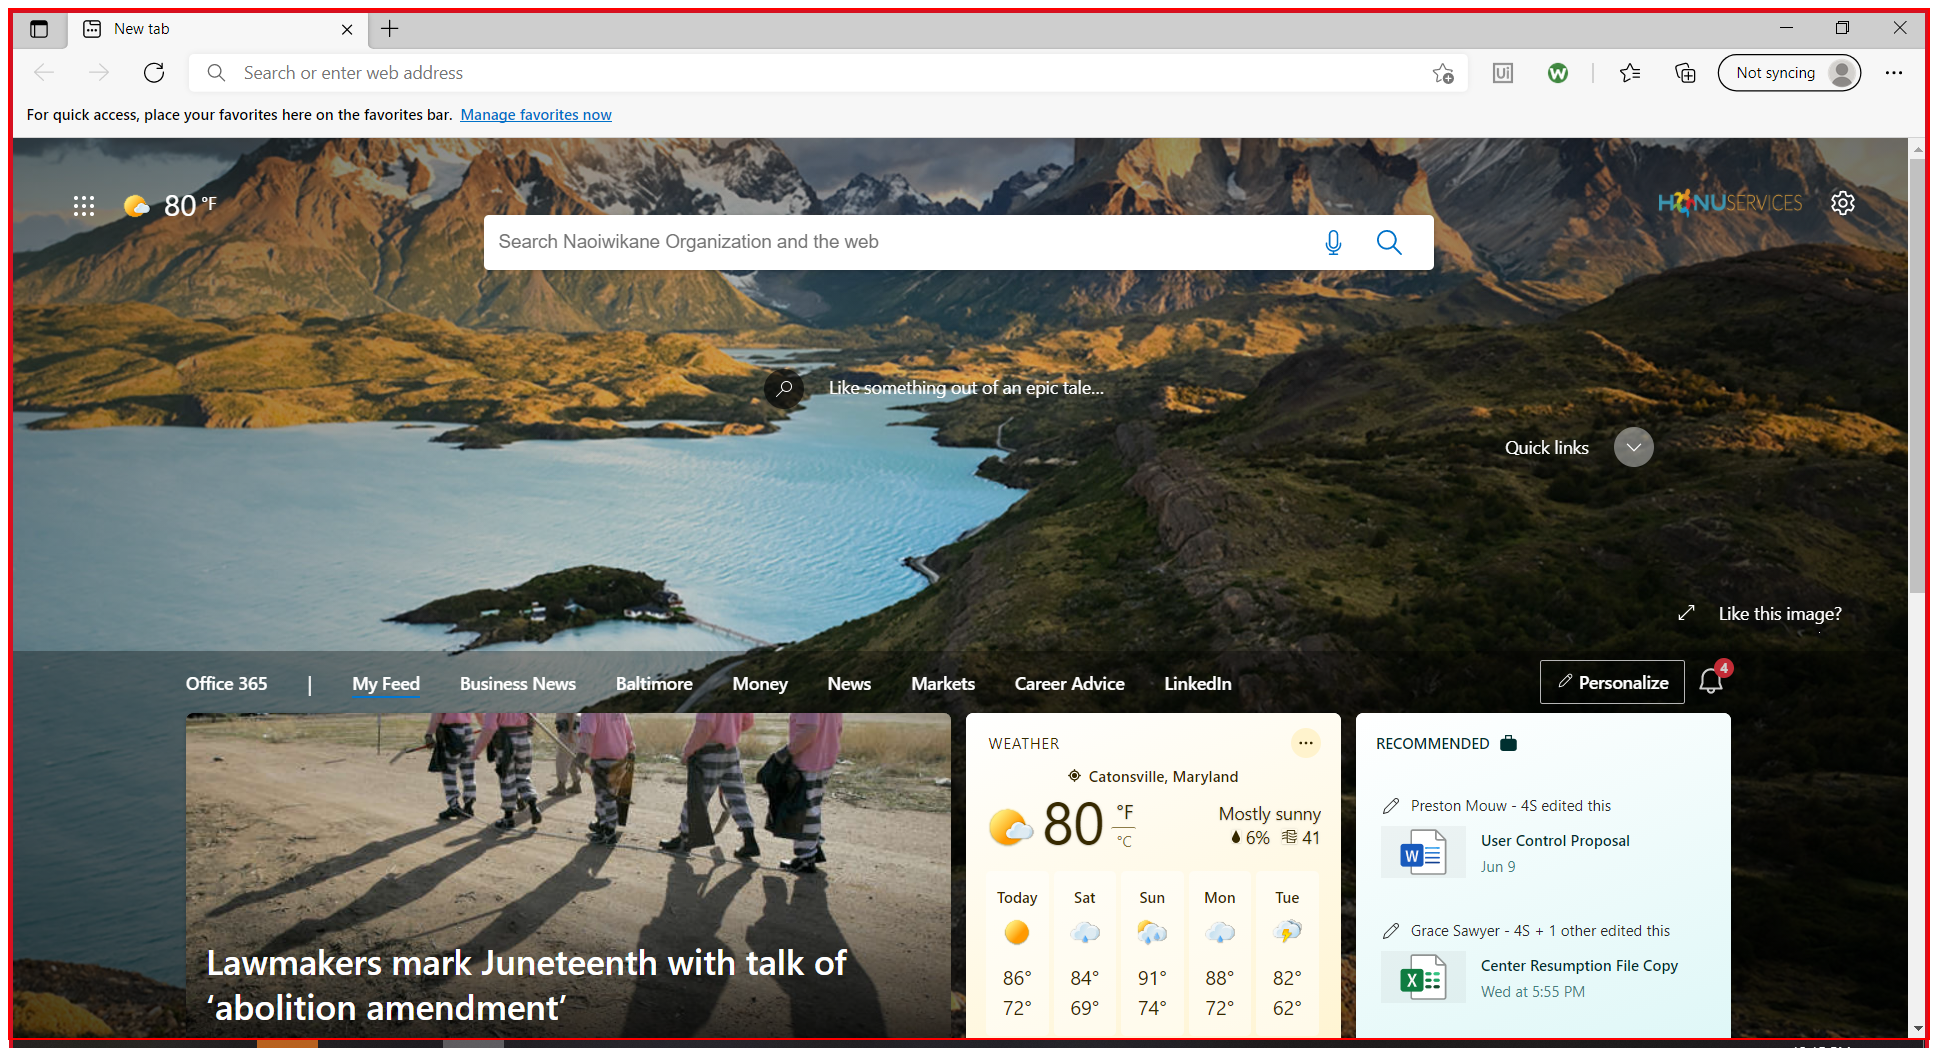 New tab
Search or enter web address
Ui
W
Not syncing
For quick access, place your favorites here on the favorites bar. Manage favorites now
80 °F
HONUSERVICES
Search Naoiwikane Organization and the web
Like something out of an epic tale...
Quick links
Like this image?
Office 365 | My Feed Business News Baltimore Money News Markets Career Advice LinkedIn
Personalize
4
Lawmakers mark Juneteenth with talk of
‘abolition amendment’
WEATHER
Catonsville, Maryland
80 °F
°C
Mostly sunny
6% 41
Today Sat Sun Mon Tue
86° 84° 91° 88° 82°
72° 69° 74° 72° 62°
RECOMMENDED
Preston Mouw - 4S edited this
W
User Control Proposal
Jun 9
Grace Sawyer - 4S + 1 other edited this
X
Center Resumption File Copy
Wed at 5:55 PM